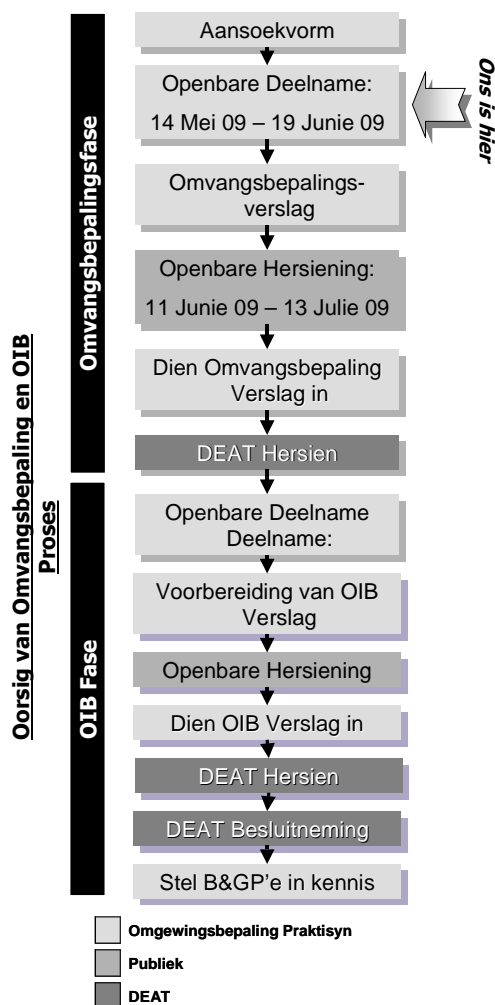 Oorsig van Omvangsbepaling en OIB
Proses
Omvangsbepalingsfase
Aansoekvorm
Openbare Deelname:
14 Mei 09 – 19 Junie 09
Ons is hier
Omvangsbepalings-
verslag
Openbare Hersiening:
11 Junie 09 – 13 Julie 09
Dien Omvangsbepaling
Verslag in
DEAT Hersien
OIB Fase
Openbare Deelname
Deelname:
Voorbereiding van OIB
Verslag
Openbare Hersiening
Dien OIB Verslag in
DEAT Hersien
DEAT Besluitneming
Stel B&GP’e in kennis
Omgewingsbepaling Praktisyn
Publiek
DEAT